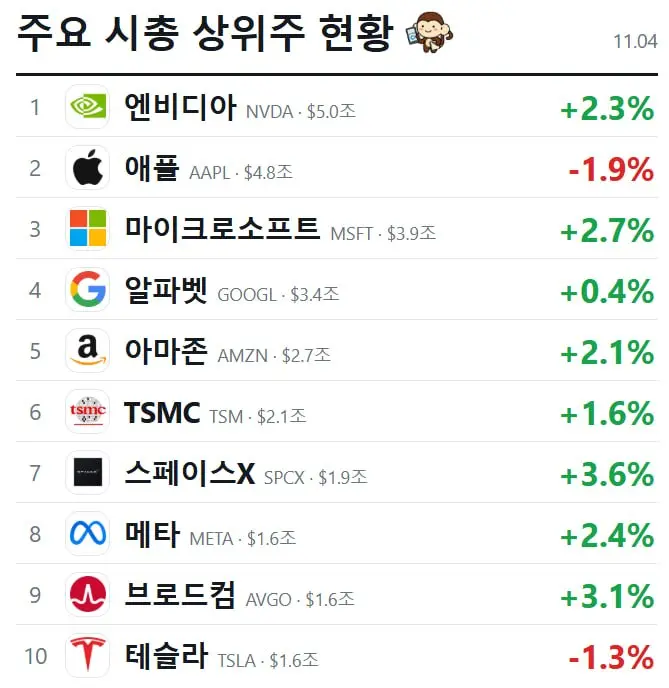 주요 시총 상위주 현황
11.04
1 엔비디아 NVDA · $5.0조 +2.3%
2 애플 AAPL · $4.8조 -1.9%
3 마이크로소프트 MSFT · $3.9조 +2.7%
4 알파벳 GOOGL · $3.4조 +0.4%
5 아마존 AMZN · $2.7조 +2.1%
6 tsmc TSMC TSM · $2.1조 +1.6%
7 스페이스X SPCX · $1.9조 +3.6%
8 메타 META · $1.6조 +2.4%
9 브로드컴 AVGO · $1.6조 +3.1%
10 테슬라 TSLA · $1.6조 -1.3%